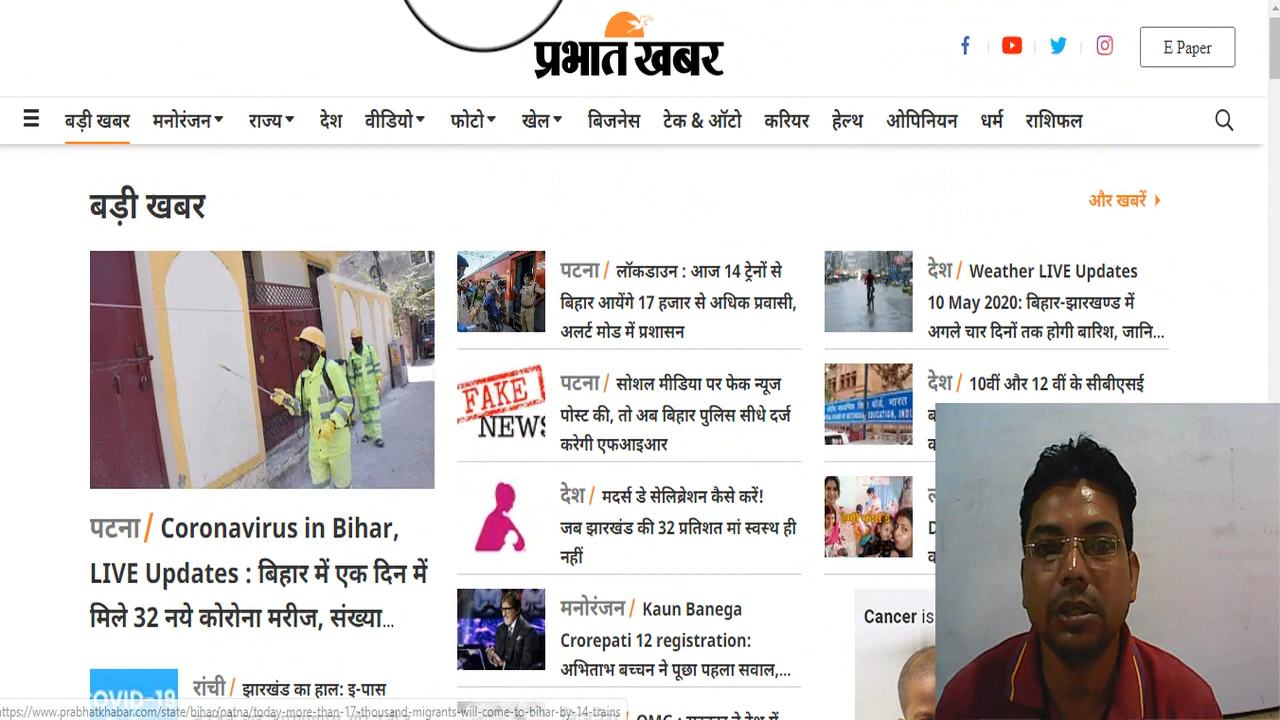 प्रभात खबर
E Paper
बड़ी खबर मनोरंजन राज्य देश वीडियो फोटो खेल बिजनेस टेक & ऑटो करियर हेल्थ ओपिनियन धर्म राशिफल
बड़ी खबर
और खबरें
पटना / Coronavirus in Bihar,
LIVE Updates : बिहार में एक दिन में
मिले 32 नये कोरोना मरीज, संख्या...
OVID-19
रांची / झारखंड का हाल: इ-पास
पटना / लॉकडाउन : आज 14 ट्रेनों से
बिहार आयेंगे 17 हजार से अधिक प्रवासी,
अलर्ट मोड में प्रशासन
FAKE
NEWS
पटना / सोशल मीडिया पर फेक न्यूज
पोस्ट की, तो अब बिहार पुलिस सीधे दर्ज
करेगी एफआइआर
देश / मदर्स डे सेलिब्रेशन कैसे करें!
जब झारखंड की 32 प्रतिशत मां स्वस्थ ही
नहीं
मनोरंजन / Kaun Banega
Crorepati 12 registration:
अभिताभ बच्चन ने पूछा पहला सवाल,...
देश / Weather LIVE Updates
10 May 2020: बिहार-झारखण्ड में
अगले चार दिनों तक होगी बारिश, जानि...
देश / 10वीं और 12 वीं के सीबीएसई
Cancer is
https://www.prabhatkhabar.com/state/bihar/patna/today-more-than-17-thousand-migrants-will-come-to-bihar-by-14-trains